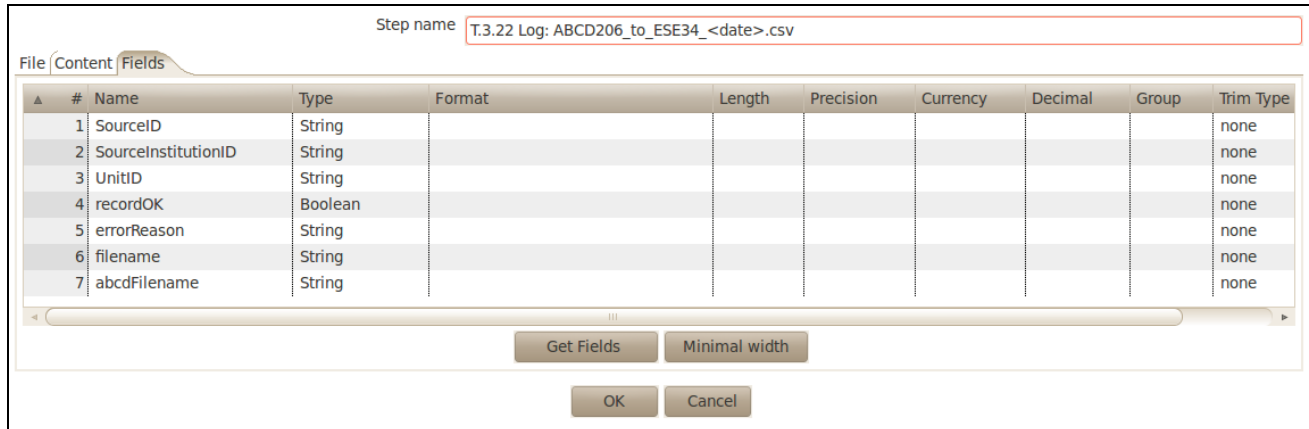 Step name T.3.22 Log: ABCD206_to_ESE34_<date>.csv
File Content Fields
# Name Type Format Length Precision Currency Decimal Group Trim Type
1 SourceID String none
2 SourceInstitutionID String none
3 UnitID String none
4 recordOK Boolean none
5 errorReason String none
6 filename String none
7 abcdFilename String none
Get Fields Minimal width
OK Cancel